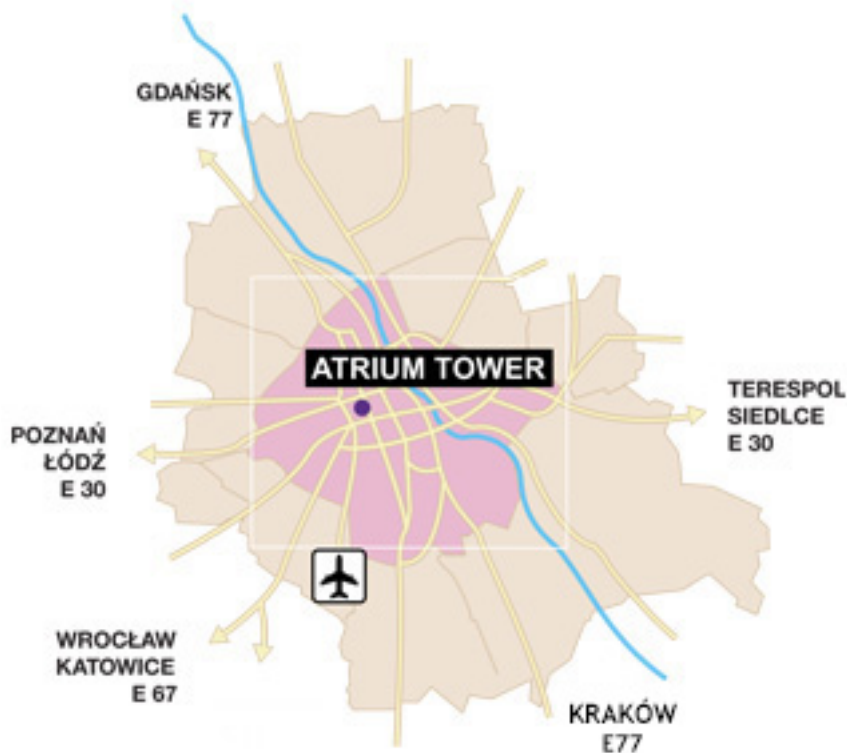 GDAŃSK
E 77
ATRIUM TOWER
TERESPOL
SIEDLCE
E 30
POZNAŃ
ŁÓDŹ
E 30
WROCŁAW
KATOWICE
E 67
KRAKÓW
E77